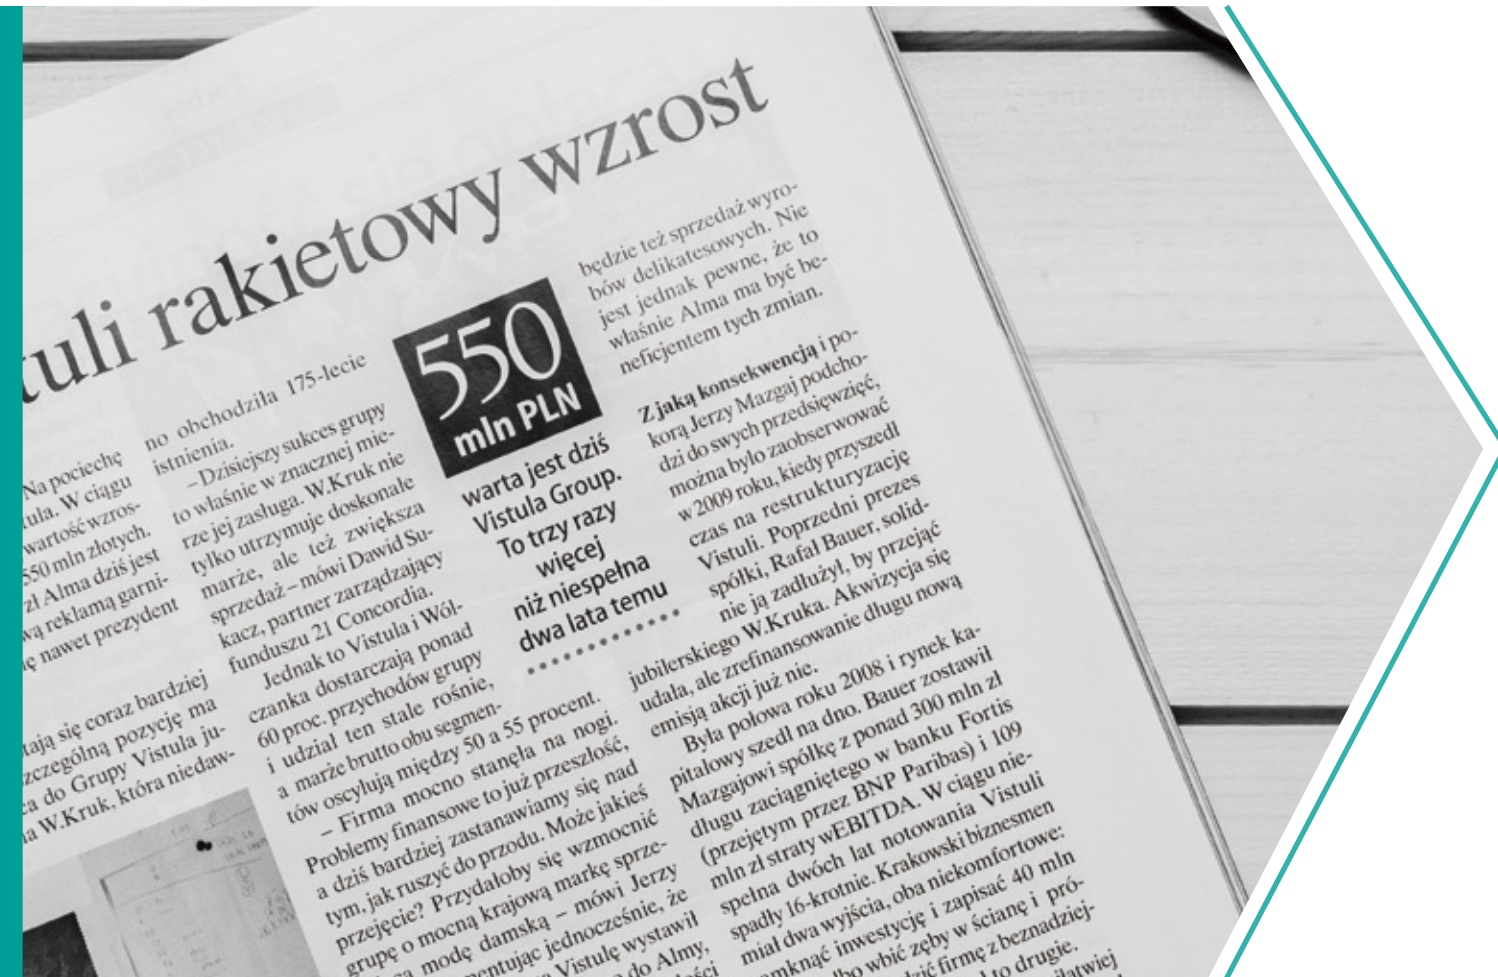 tuli rakietowy wzrost
Na pociechę
tula. W ciągu
wartość wzros-
550 mln złotych.
zł Alma dziś jest
wą reklamą garni-
nawet prezydent
tają się coraz bardziej
zczególną pozycję ma
ca do Grupy Vistula ju-
na W.Kruk, która niedaw-
no obchodziła 175-lecie
istnienia.
– Dzisiejszy sukces grupy
to właśnie w znacznej mie-
rze jej zasługa. W.Kruk nie
tylko utrzymuje doskonałe
marże, ale też zwiększa
sprzedaż – mówi Dawid Su-
kacz, partner zarządzający
funduszu 21 Concordia.
Jednak to Vistula i Wól-
czanka dostarczają ponad
60 proc. przychodów grupy
i udział ten stale rośnie,
a marże brutto obu segmen-
tów oscylują między 50 a 55 procent.
– Firma mocno stanęła na nogi.
Problemy finansowe to już przeszłość,
a dziś bardziej zastanawiamy się nad
tym, jak ruszyć do przodu. Może jakieś
przejęcie? Przydałoby się wzmocnić
grupę o mocną krajową markę sprze-
modę damską – mówi Jerzy
mentując jednocześnie, że
Vistulę wystawił
do Almy,
ści
550
mln PLN
warta jest dziś
Vistula Group.
To trzy razy
więcej
niż niespełna
dwa lata temu
będzie też sprzedaż wyro-
bów delikatesowych. Nie
jest jednak pewne, że to
właśnie Alma ma być be-
neficjentem tych zmian.
Z jaką konsekwencją i po-
korą Jerzy Mazgaj podcho-
dzi do swych przedsięwzięć,
można było zaobserwować
w 2009 roku, kiedy przyszedł
czas na restrukturyzację
Vistuli. Poprzedni prezes
spółki, Rafał Bauer, solid-
nie ją zadłużył, by przejąć
jubilerskiego W.Kruka. Akwizycja się
udała, ale zrefinansowanie długu nową
emisją akcji już nie.
Była połowa roku 2008 i rynek ka-
pitałowy szedł na dno. Bauer zostawił
Mazgajowi spółkę z ponad 300 mln zł
długu zaciągniętego w banku Fortis
(przejętym przez BNP Paribas) i 109
mln zł straty wEBITDA. W ciągu nie-
spełna dwóch lat notowania Vistuli
spadły 16-krotnie. Krakowski biznesmen
miał dwa wyjścia, oba niekomfortowe:
mknąć inwestycję i zapisać 40 mln
lbo wbić zęby w ścianę i pró-
firmę z beznadziej-
to drugie.
łatwiej